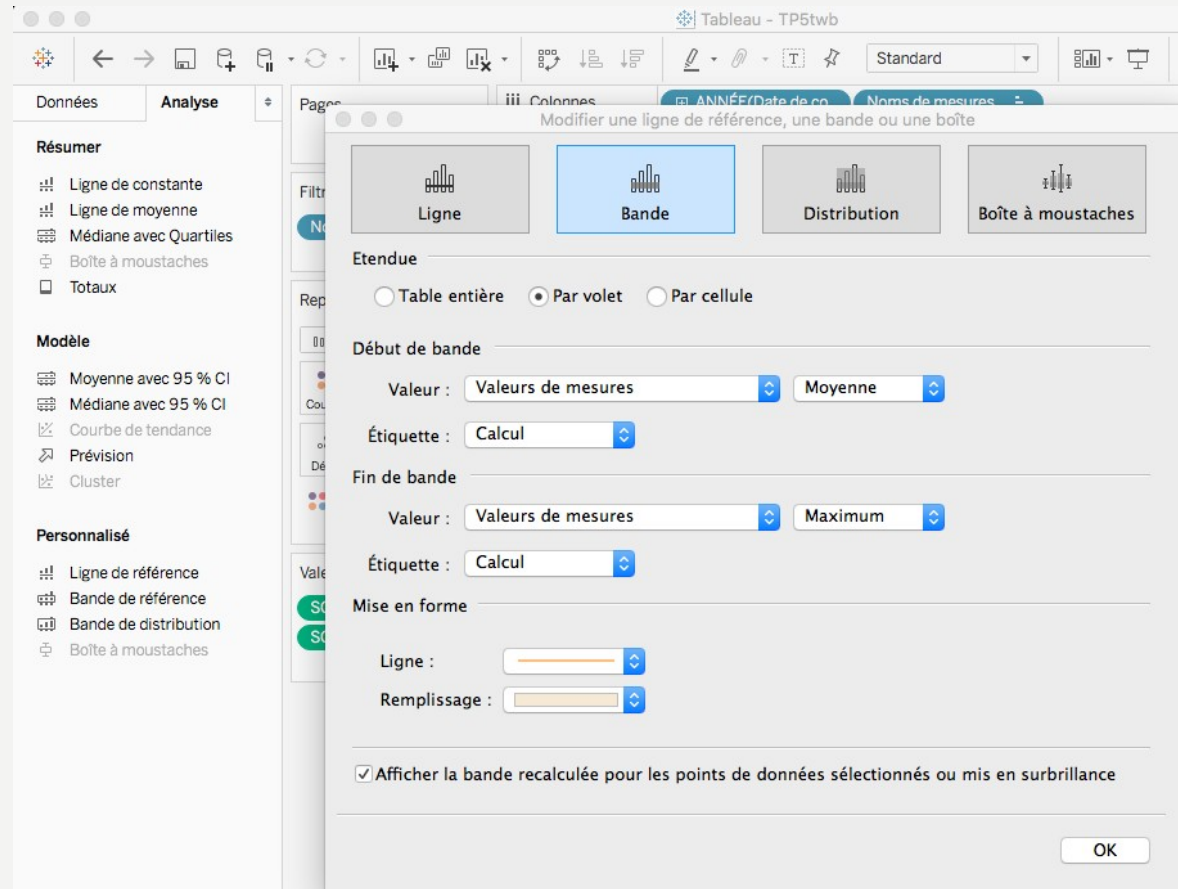 Tableau - TP5twb
Standard
Données
Analyse
Pages
Colonnes
ANNÉE(Date de co
Noms de mesures
Résumer
Ligne de constante
Ligne de moyenne
Médiane avec Quartiles
Boîte à moustaches
Totaux
Modèle
Moyenne avec 95 % CI
Médiane avec 95 % CI
Courbe de tendance
Prévision
Cluster
Personnalisé
Ligne de référence
Bande de référence
Bande de distribution
Boîte à moustaches
Filtr
Rep
Cou
Dé
Vale
Modifier une ligne de référence, une bande ou une boîte
Ligne
Bande
Distribution
Boîte à moustaches
Etendue
Table entière
Par volet
Par cellule
Début de bande
Valeur : Valeurs de mesures Moyenne
Étiquette : Calcul
Fin de bande
Valeur : Valeurs de mesures Maximum
Étiquette : Calcul
Mise en forme
Ligne :
Remplissage :
Afficher la bande recalculée pour les points de données sélectionnés ou mis en surbrillance
OK